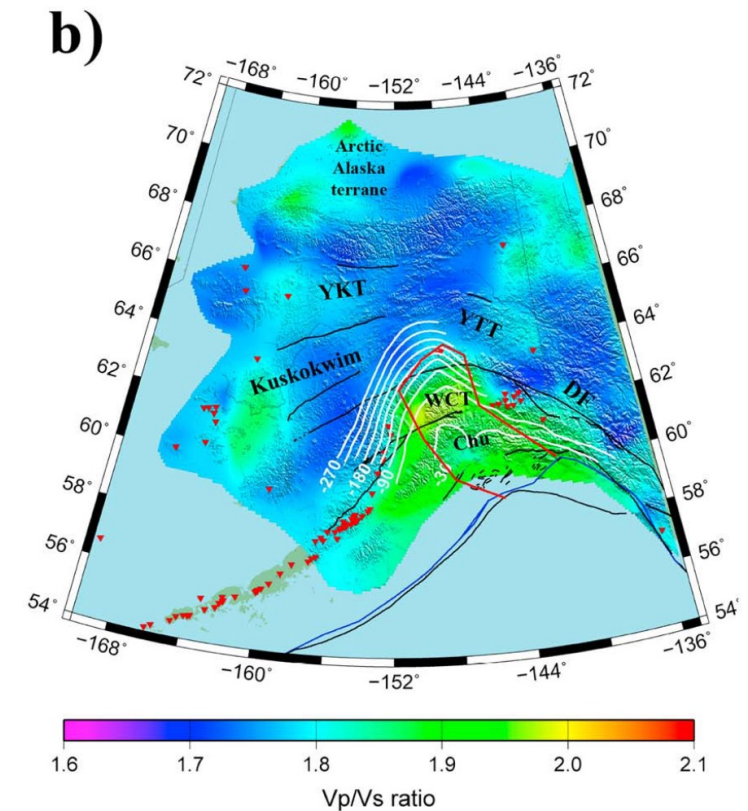 b)
−168° −160° −152° −144° −136°
72° 72°
70° 70°
68° 68°
66° 66°
64° 64°
62° 62°
60° 60°
58° 58°
56° 56°
54° 54°
Arctic
Alaska
terrane
YKT
YTT
Kuskokwim
DF
WCT
Chu
-270
-180
-90
−168° −160° −152° −144° −136°
1.6 1.7 1.8 1.9 2.0 2.1
Vp/Vs ratio